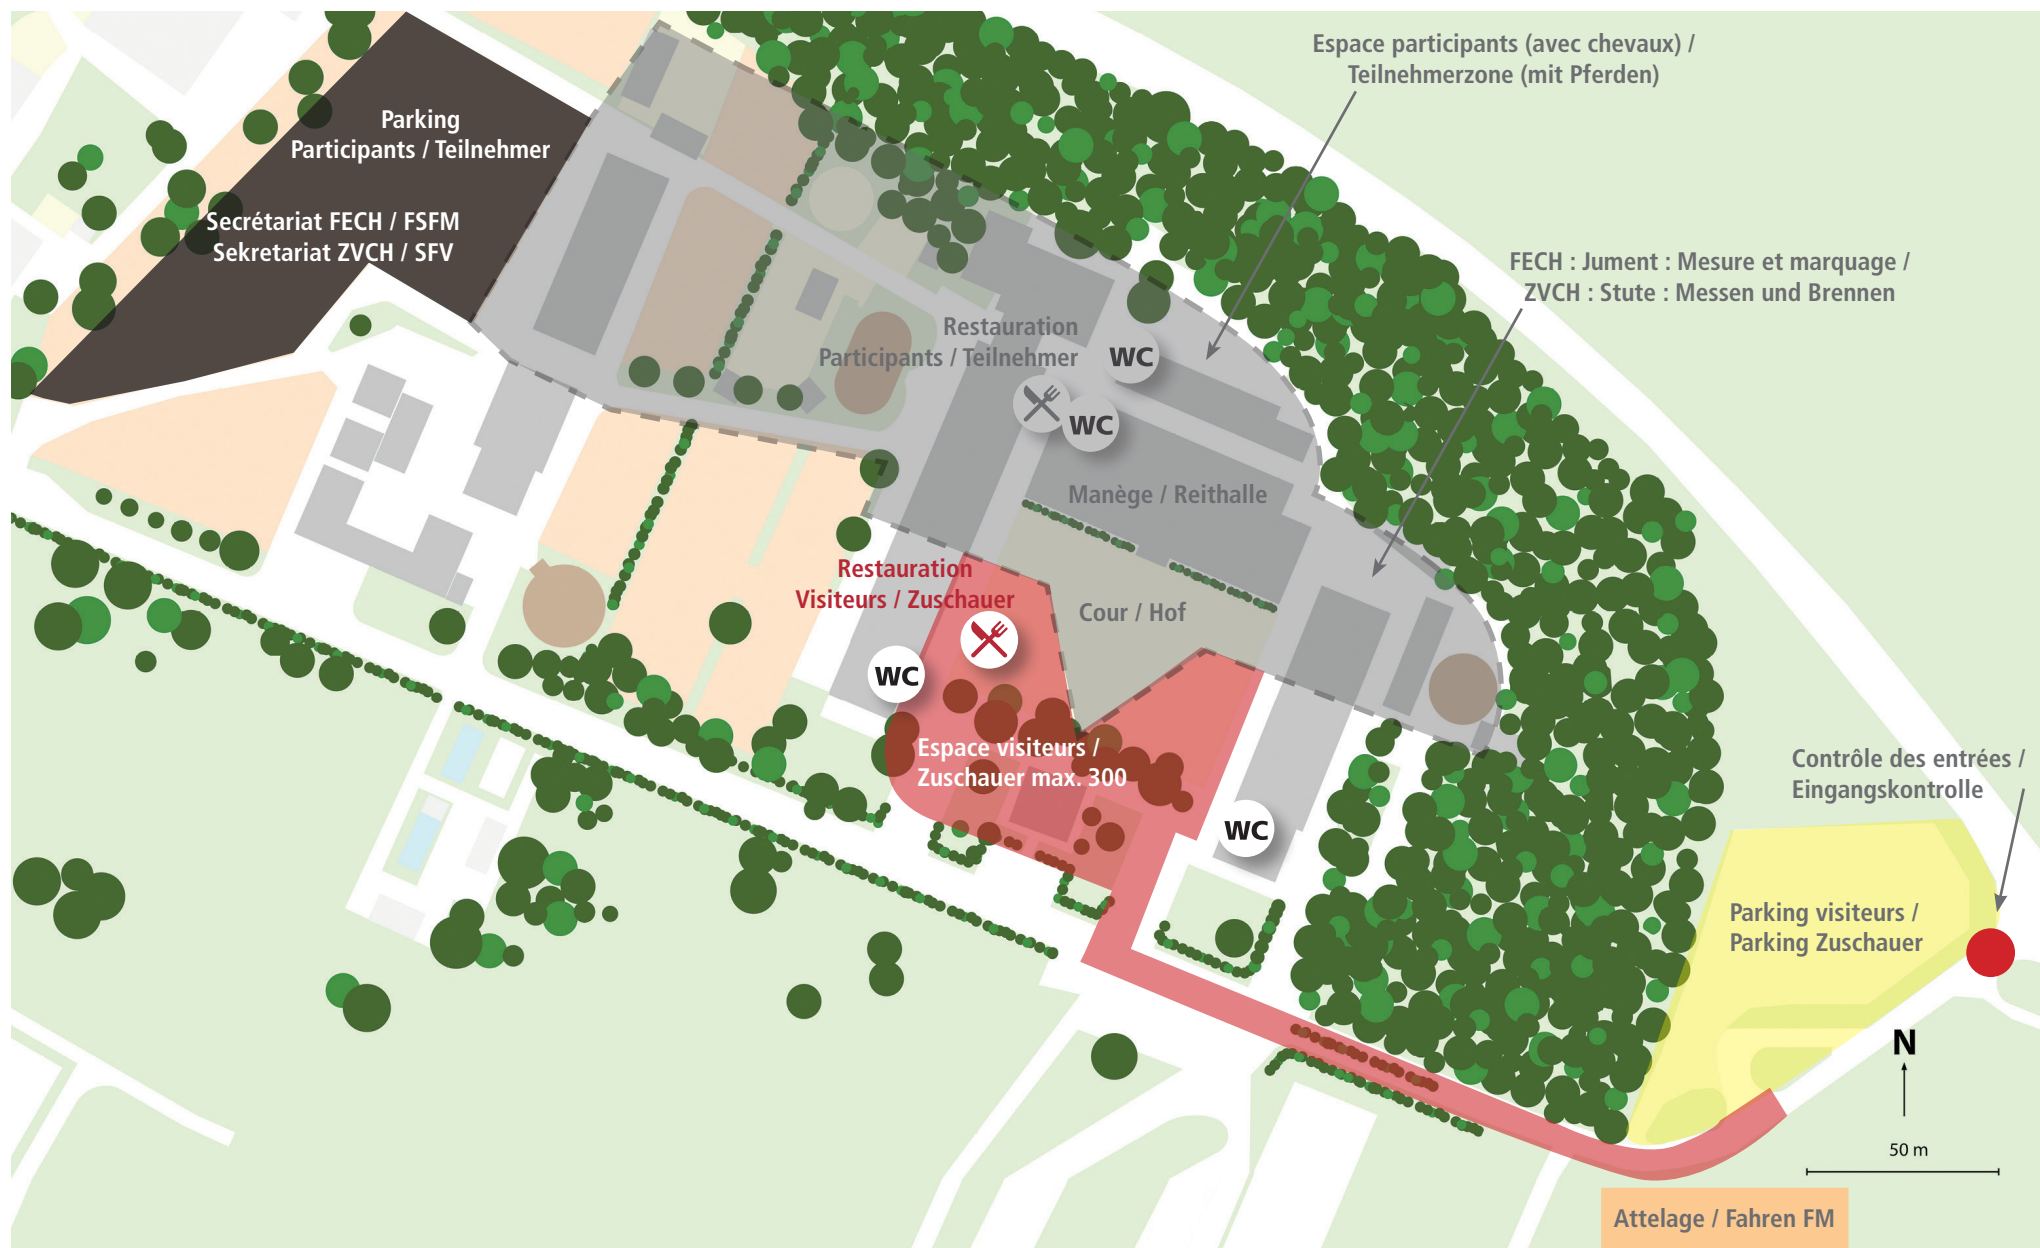 Espace participants (avec chevaux) /
Teilnehmerzone (mit Pferden)
Parking
Participants / Teilnehmer
Secrétariat FECH / FSFM
Sekretariat ZVCH / SFV
FECH : Jument : Mesure et marquage /
ZVCH : Stute : Messen und Brennen
Restauration
Participants / Teilnehmer
WC
WC
Manège / Reithalle
Restauration
Visiteurs / Zuschauer
Cour / Hof
WC
Espace visiteurs /
Zuschauer max. 300
WC
Contrôle des entrées /
Eingangskontrolle
Parking visiteurs /
Parking Zuschauer
N
50 m
Attelage / Fahren FM